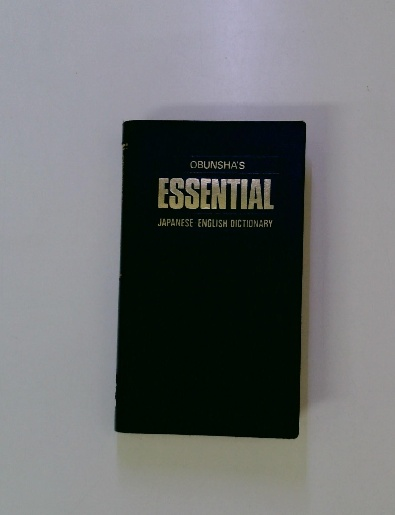 OBUNSHA'S
ESSENTIAL
JAPANESE ENGLISH DICTIONARY